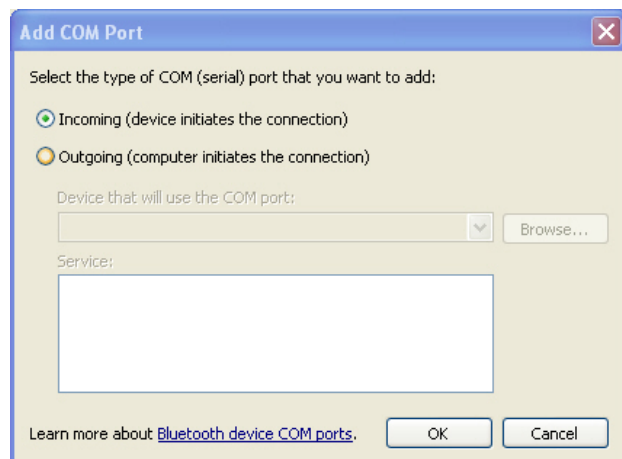 Add COM Port
Select the type of COM (serial) port that you want to add:
Incoming (device initiates the connection)
Outgoing (computer initiates the connection)
Device that will use the COM port:
Browse...
Service:
Learn more about Bluetooth device COM ports. OK Cancel